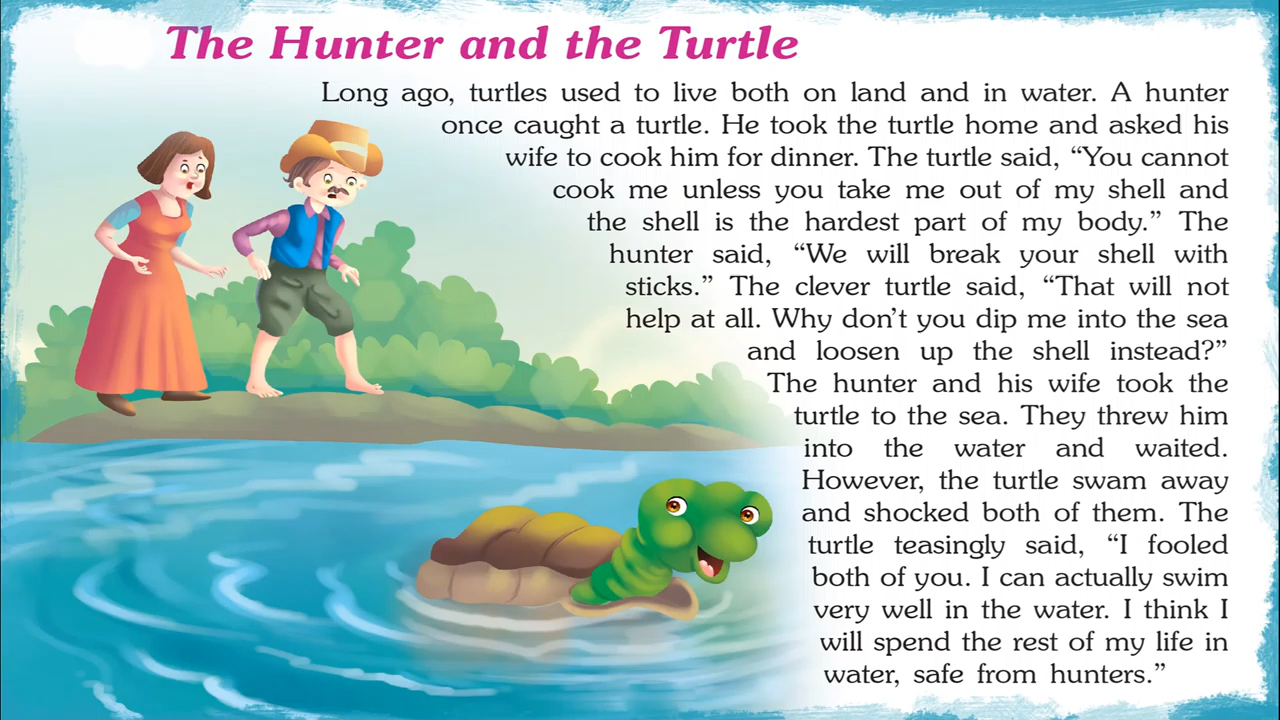 The Hunter and the Turtle
Long ago, turtles used to live both on land and in water. A hunter
once caught a turtle. He took the turtle home and asked his
wife to cook him for dinner. The turtle said, “You cannot
cook me unless you take me out of my shell and
the shell is the hardest part of my body.” The
hunter said, “We will break your shell with
sticks.” The clever turtle said, “That will not
help at all. Why don’t you dip me into the sea
and loosen up the shell instead?”
The hunter and his wife took the
turtle to the sea. They threw him
into the water and waited.
However, the turtle swam away
and shocked both of them. The
turtle teasingly said, “I fooled
both of you. I can actually swim
very well in the water. I think I
will spend the rest of my life in
water, safe from hunters.”